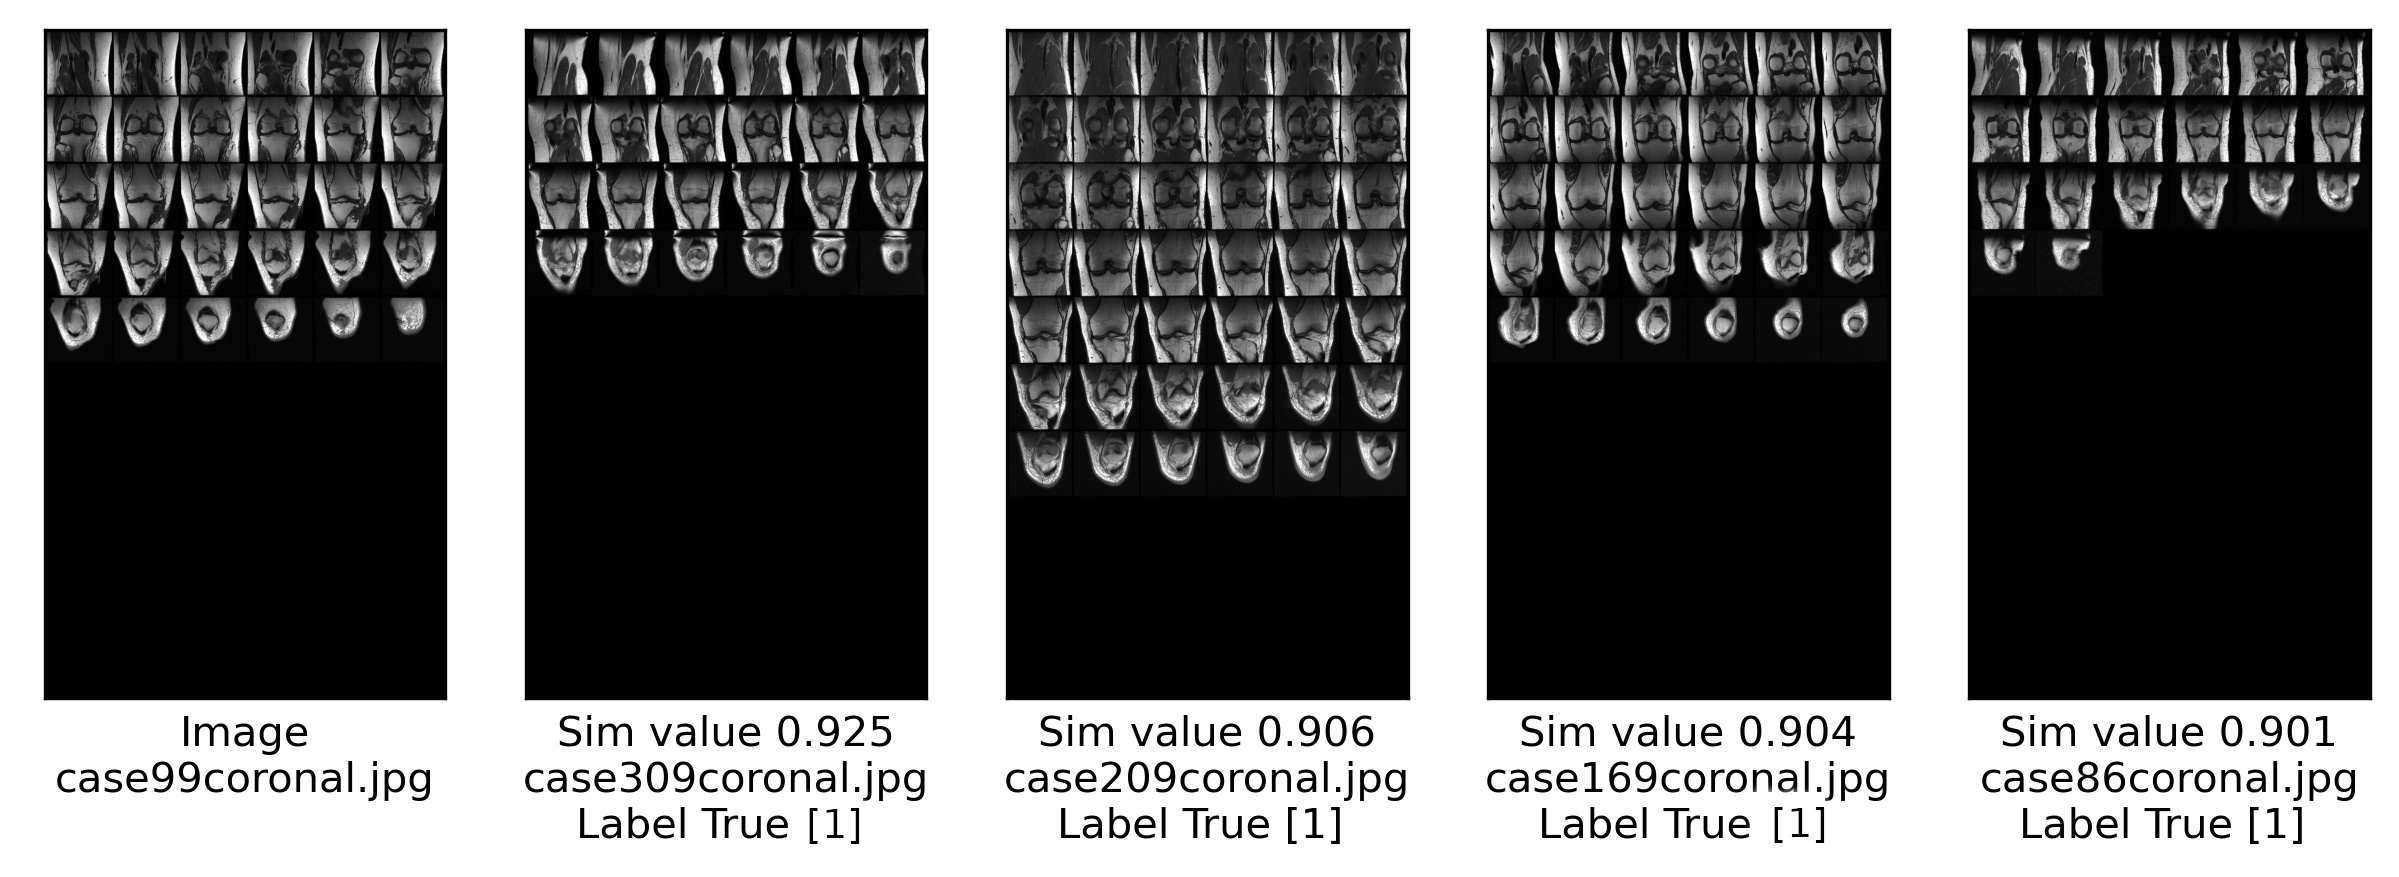 Image
case99coronal.jpg
Sim value 0.925
case309coronal.jpg
Label True [1]
Sim value 0.906
case209coronal.jpg
Label True [1]
Sim value 0.904
case169coronal.jpg
Label True [1]
Sim value 0.901
case86coronal.jpg
Label True [1]